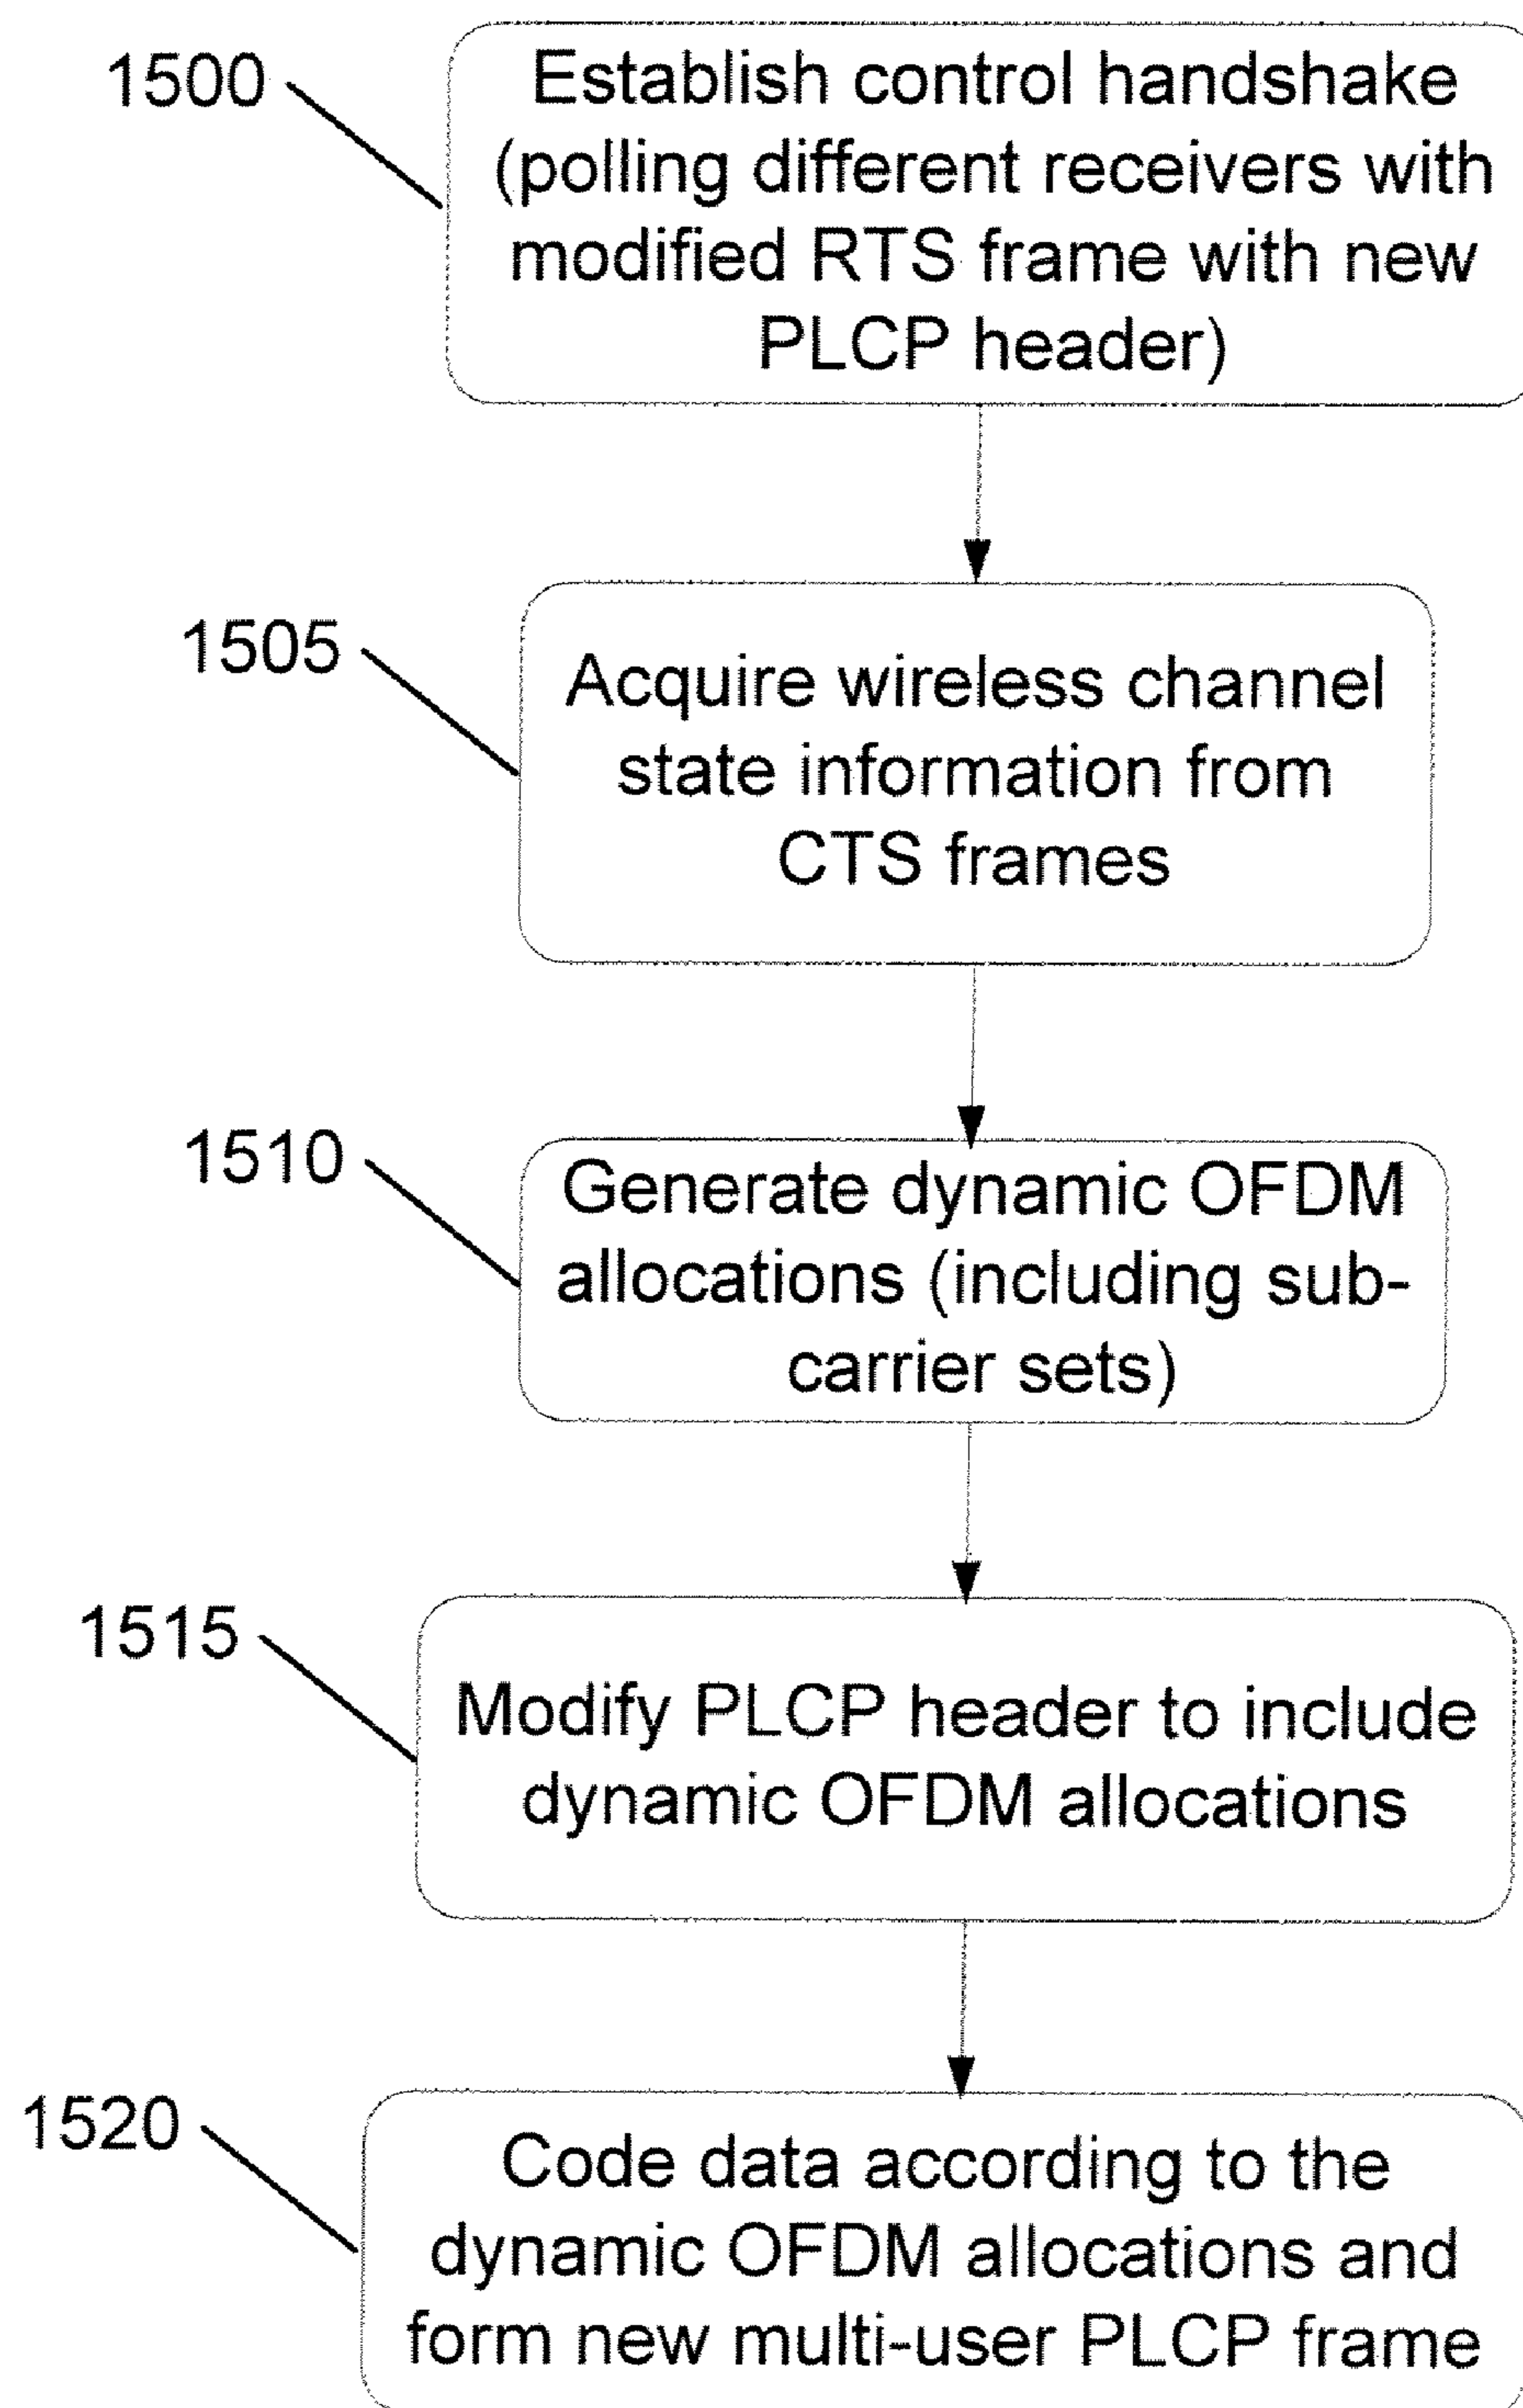 1500
Establish control handshake
(polling different receivers with
modified RTS frame with new
PLCP header)
1505
Acquire wireless channel
state information from
CTS frames
1510
Generate dynamic OFDM
allocations (including sub-
carrier sets)
1515
Modify PLCP header to include
dynamic OFDM allocations
1520
Code data according to the
dynamic OFDM allocations and
form new multi-user PLCP frame